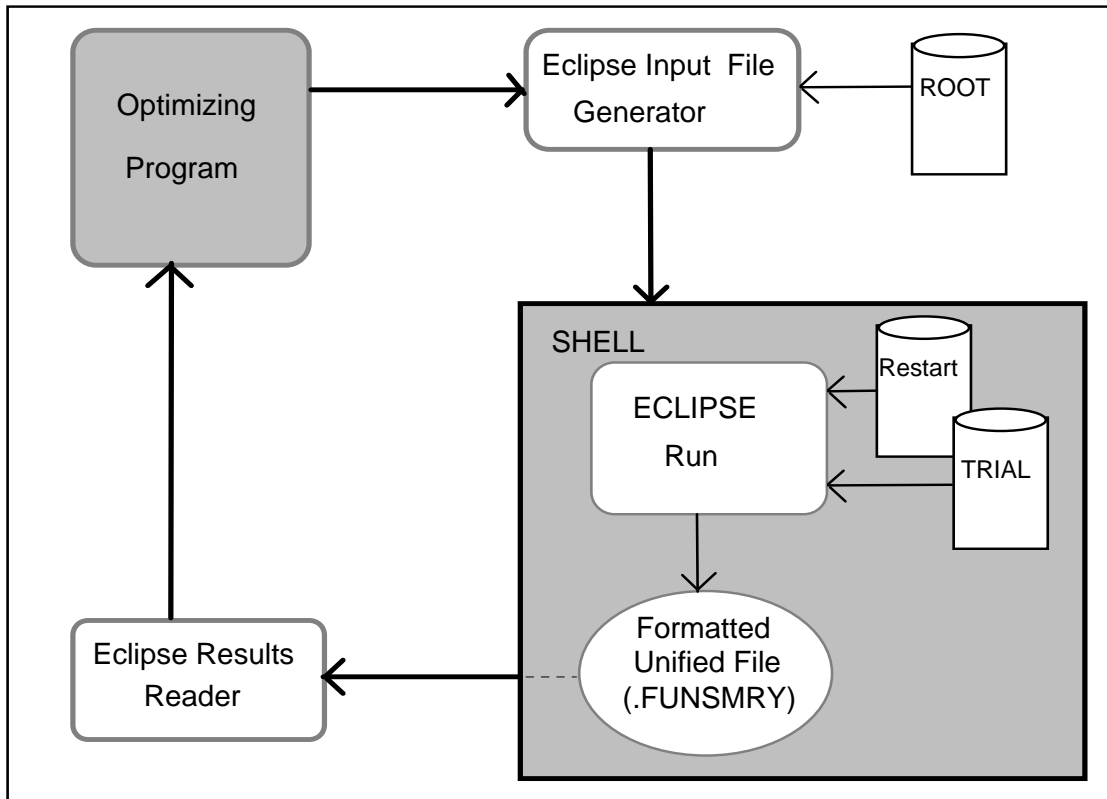 Optimizing
Program
Eclipse Input File
Generator
ROOT
SHELL
ECLIPSE
Run
Restart
TRIAL
Formatted
Unified File
(.FUNSMRY)
Eclipse Results
Reader